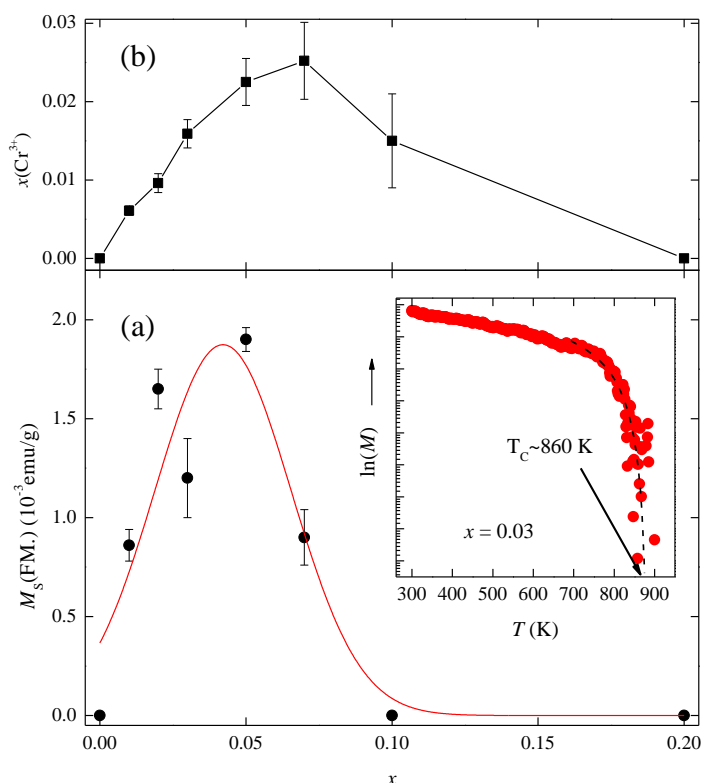 0.03
(b)
0.02
x(Cr³⁺)
0.01
0.00
(a)
2.0
1.5
M_S(FM.) (10⁻³emu/g)
1.0
0.5
0.0
ln(M)
T_C~860 K
x = 0.03
300 400 500 600 700 800 900
T (K)
0.00 0.05 0.10 0.15 0.20
x